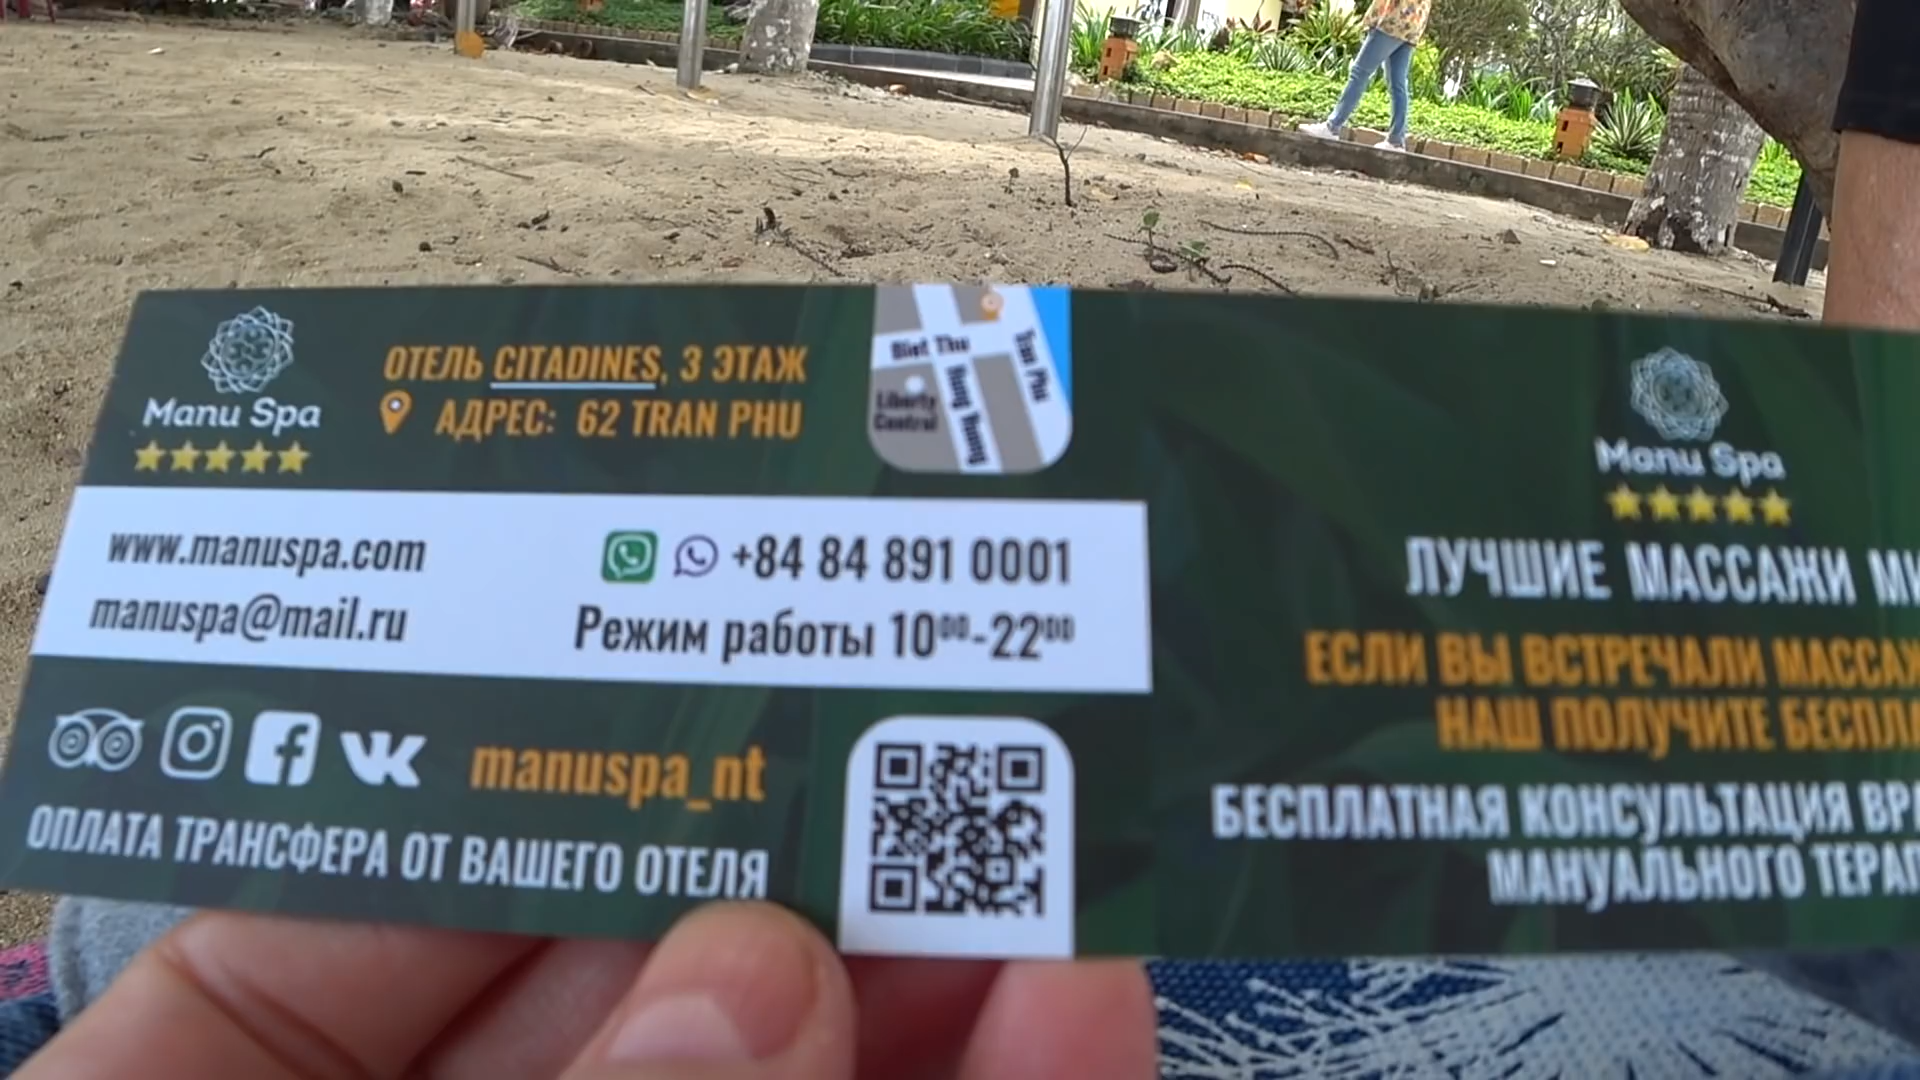 Manu Spa
ОТЕЛЬ CITADINES, 3 ЭТАЖ
АДРЕС: 62 TRAN PHU
Biet Thu
Tran Phu
Hung Vuong
Liberty
Central
www.manuspa.com
+84 84 891 0001
manuspa@mail.ru
Режим работы 10⁰⁰-22⁰⁰
manuspa_nt
ОПЛАТА ТРАНСФЕРА ОТ ВАШЕГО ОТЕЛЯ
Manu Spa
ЛУЧШИЕ МАССАЖИ
ЕСЛИ ВЫ ВСТРЕЧАЛИ
НАШ ПОЛУЧИТЕ
БЕСПЛАТНАЯ КОНСУЛЬТАЦИЯ
МАНУАЛЬНОГО